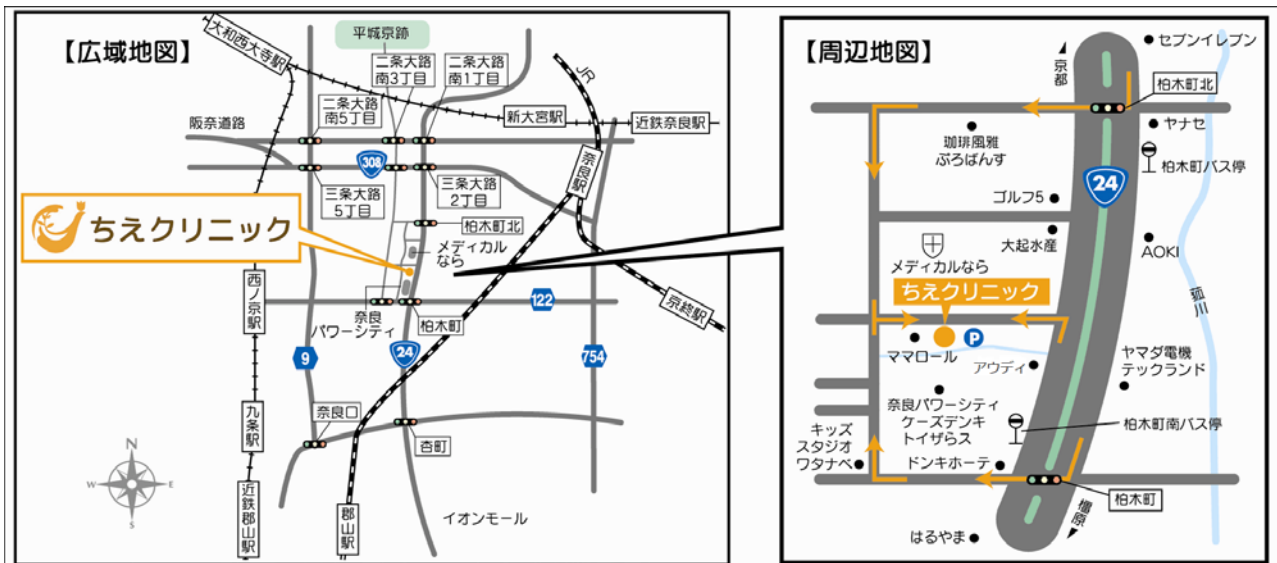 【広域地図】
平城京跡
大和西大寺駅
二条大路
南3丁目
二条大路
南1丁目
JR
二条大路
南5丁目
阪奈道路
新大宮駅
近鉄奈良駅
308
奈良駅
三条大路
5丁目
三条大路
2丁目
ちえクリニック
柏木町北
メディカル
なら
西ノ京駅
奈良
パワーシティ
122
京終駅
柏木町
9
24
754
奈良口
九条駅
杏町
N
W
E
S
近鉄郡山駅
郡山駅
イオンモール
【周辺地図】
京都
セブンイレブン
柏木町北
ヤナセ
珈琲風雅
ぷろばんす
柏木町バス停
24
ゴルフ5
大起水産
AOKI
メディカルなら
ちえクリニック
菰川
P
ママロール
アウディ
ヤマダ電機
テックランド
奈良パワーシティ
ケーズデンキ
トイザらス
柏木町南バス停
キッズ
スタジオ
ワタナベ
ドンキホーテ
柏木町
橿原
はるやま